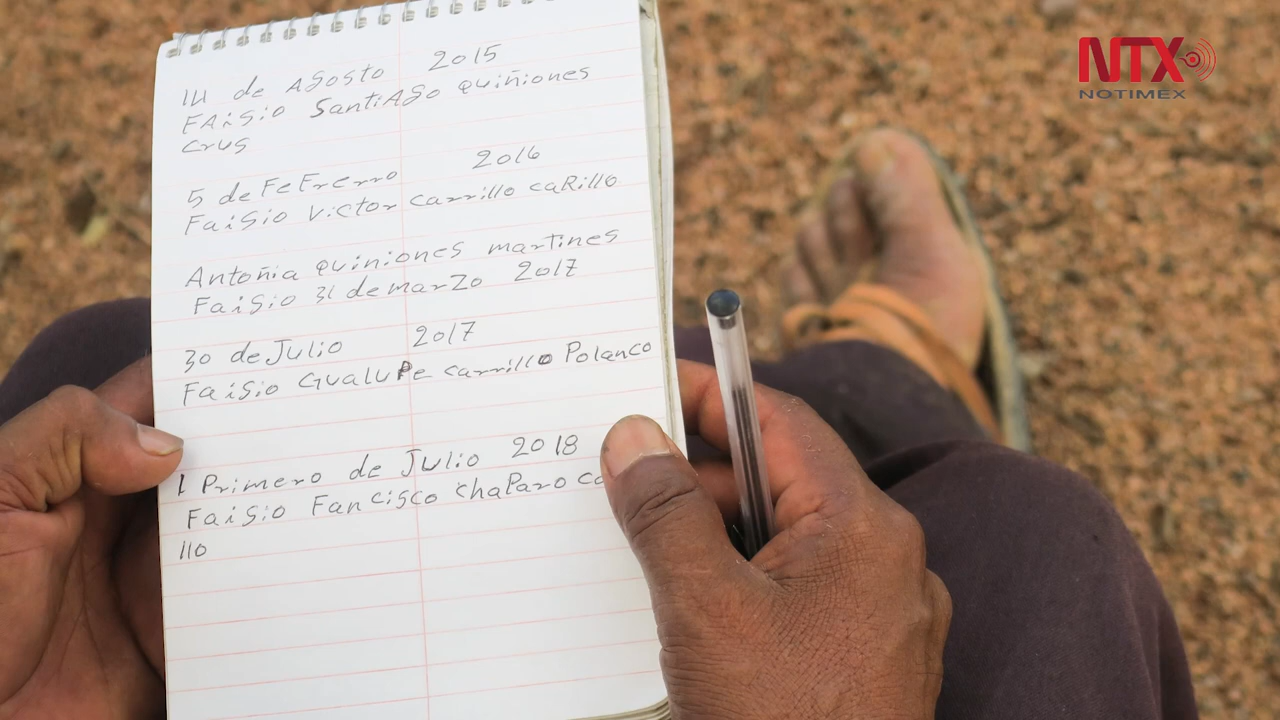 NTX
NOTIMEX
14 de AGosto 2015
FAiSio SantiAGo quiñiones
crus
5 de FeFrerro 2016
FaiSio Victor carrillo caRillo
Antoñia quiniones martines
FaiSio 31 de marZo 2017
30 de Julio 2017
FaiSio GualuPe carrillo Polanco
1 Primero de Julio 2018
FaiSio Fancisco chaParo
110